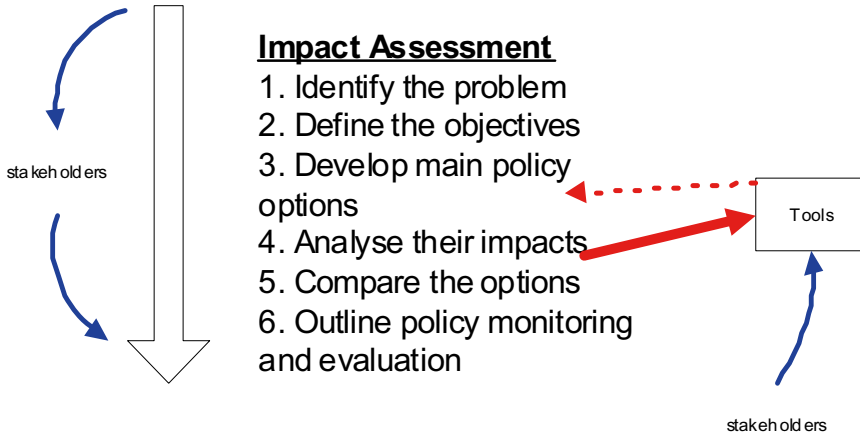 Impact Assessment
1. Identify the problem
2. Define the objectives
3. Develop main policy
options
4. Analyse their impacts
5. Compare the options
6. Outline policy monitoring
and evaluation
stakeholders
Tools
stakeholders